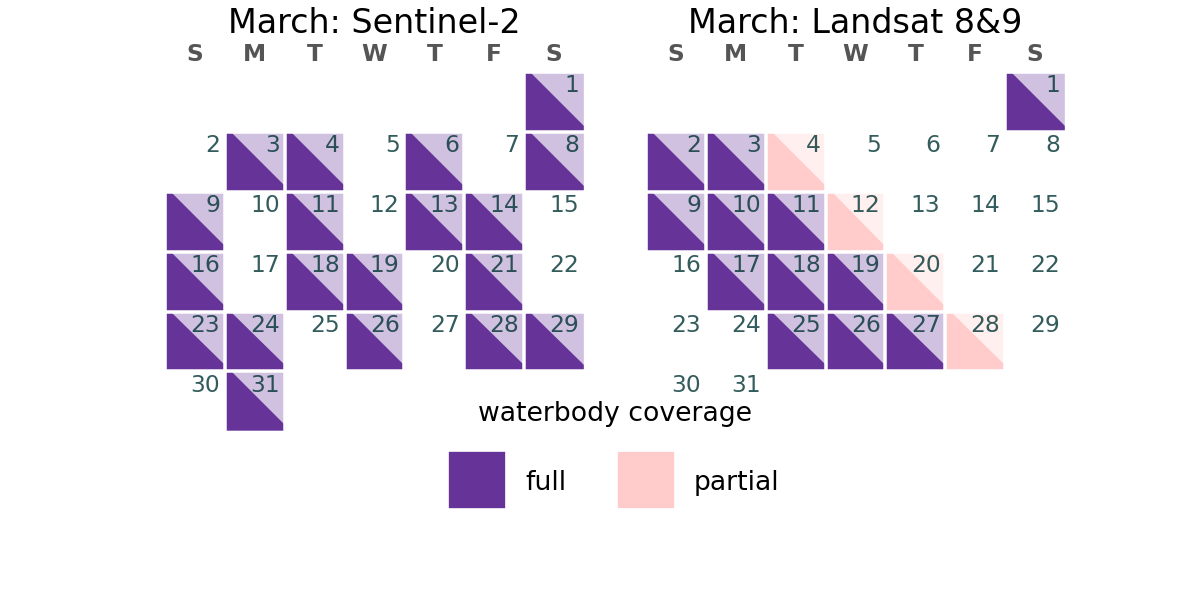 March: Sentinel-2
S M T W T F S
1
2 3 4 5 6 7 8
9 10 11 12 13 14 15
16 17 18 19 20 21 22
23 24 25 26 27 28 29
30 31
March: Landsat 8&9
S M T W T F S
1
2 3 4 5 6 7 8
9 10 11 12 13 14 15
16 17 18 19 20 21 22
23 24 25 26 27 28 29
30 31
waterbody coverage
full
partial